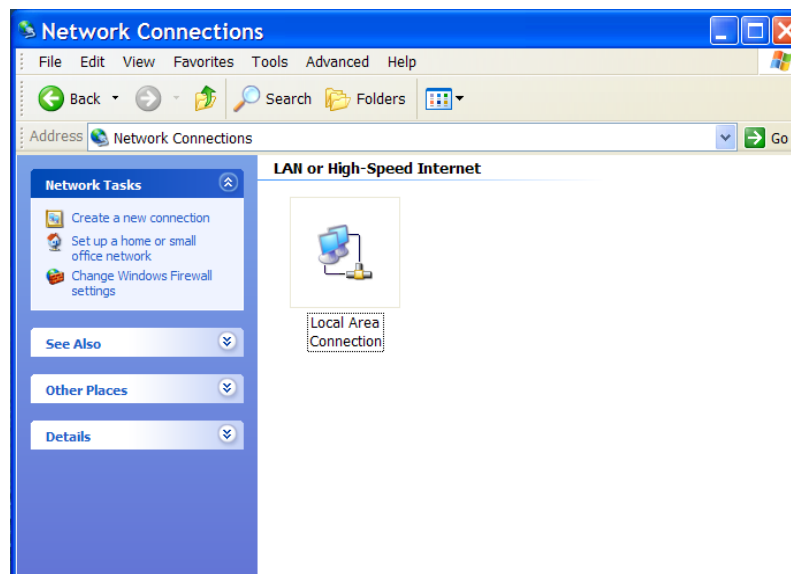 Network Connections
File Edit View Favorites Tools Advanced Help
Back Search Folders
Address Network Connections Go
Network Tasks
Create a new connection
Set up a home or small
office network
Change Windows Firewall
settings
See Also
Other Places
Details
LAN or High-Speed Internet
Local Area
Connection